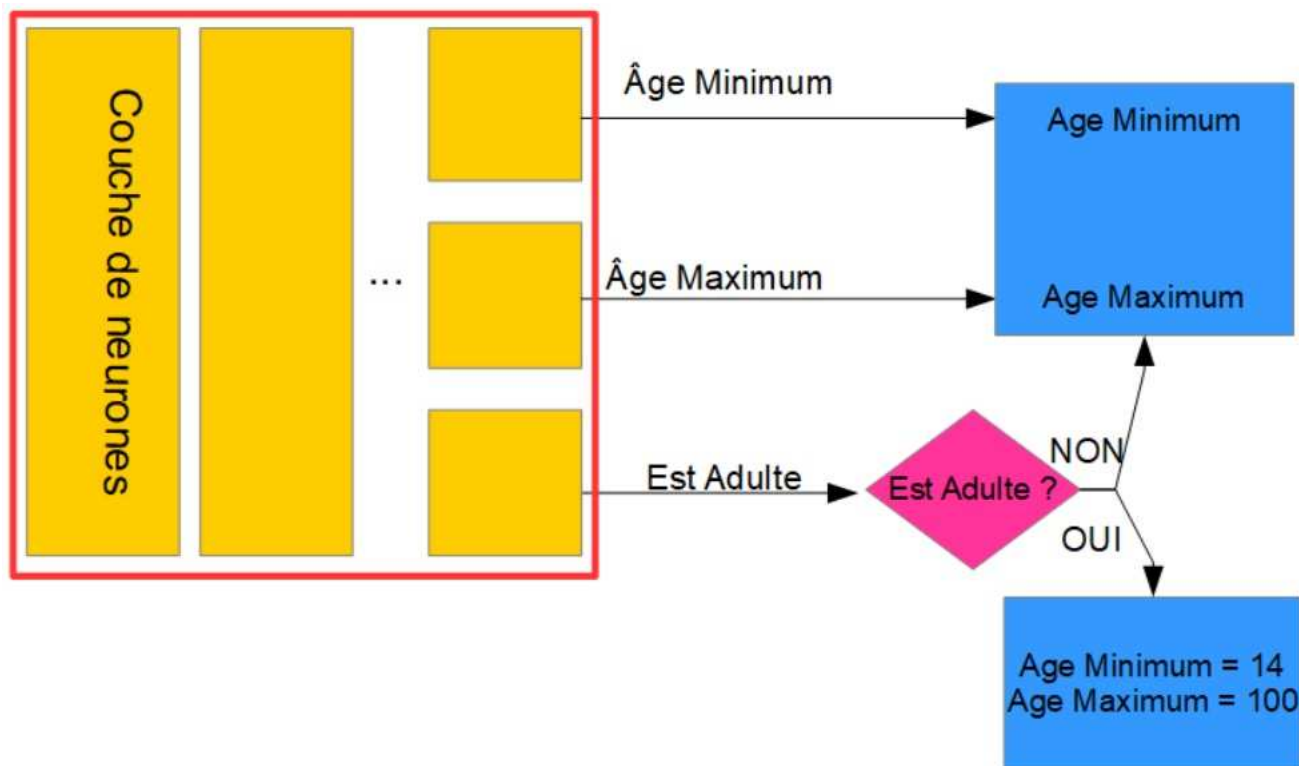 Couche de neurones
...
Âge Minimum
Age Minimum
Âge Maximum
Age Maximum
Est Adulte
Est Adulte ?
NON
OUI
Age Minimum = 14
Age Maximum = 100